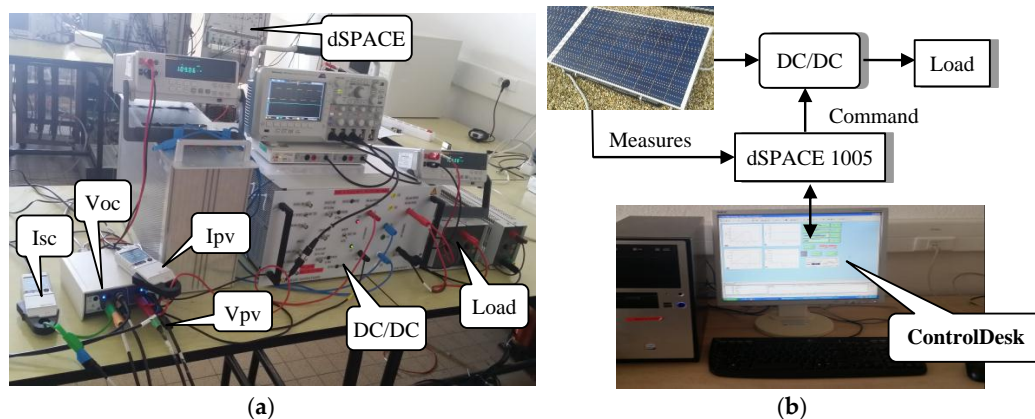 dSPACE
Voc
Isc
Ipv
Vpv
DC/DC
Load
(a)
DC/DC
Load
Measures
Command
dSPACE 1005
ControlDesk
(b)